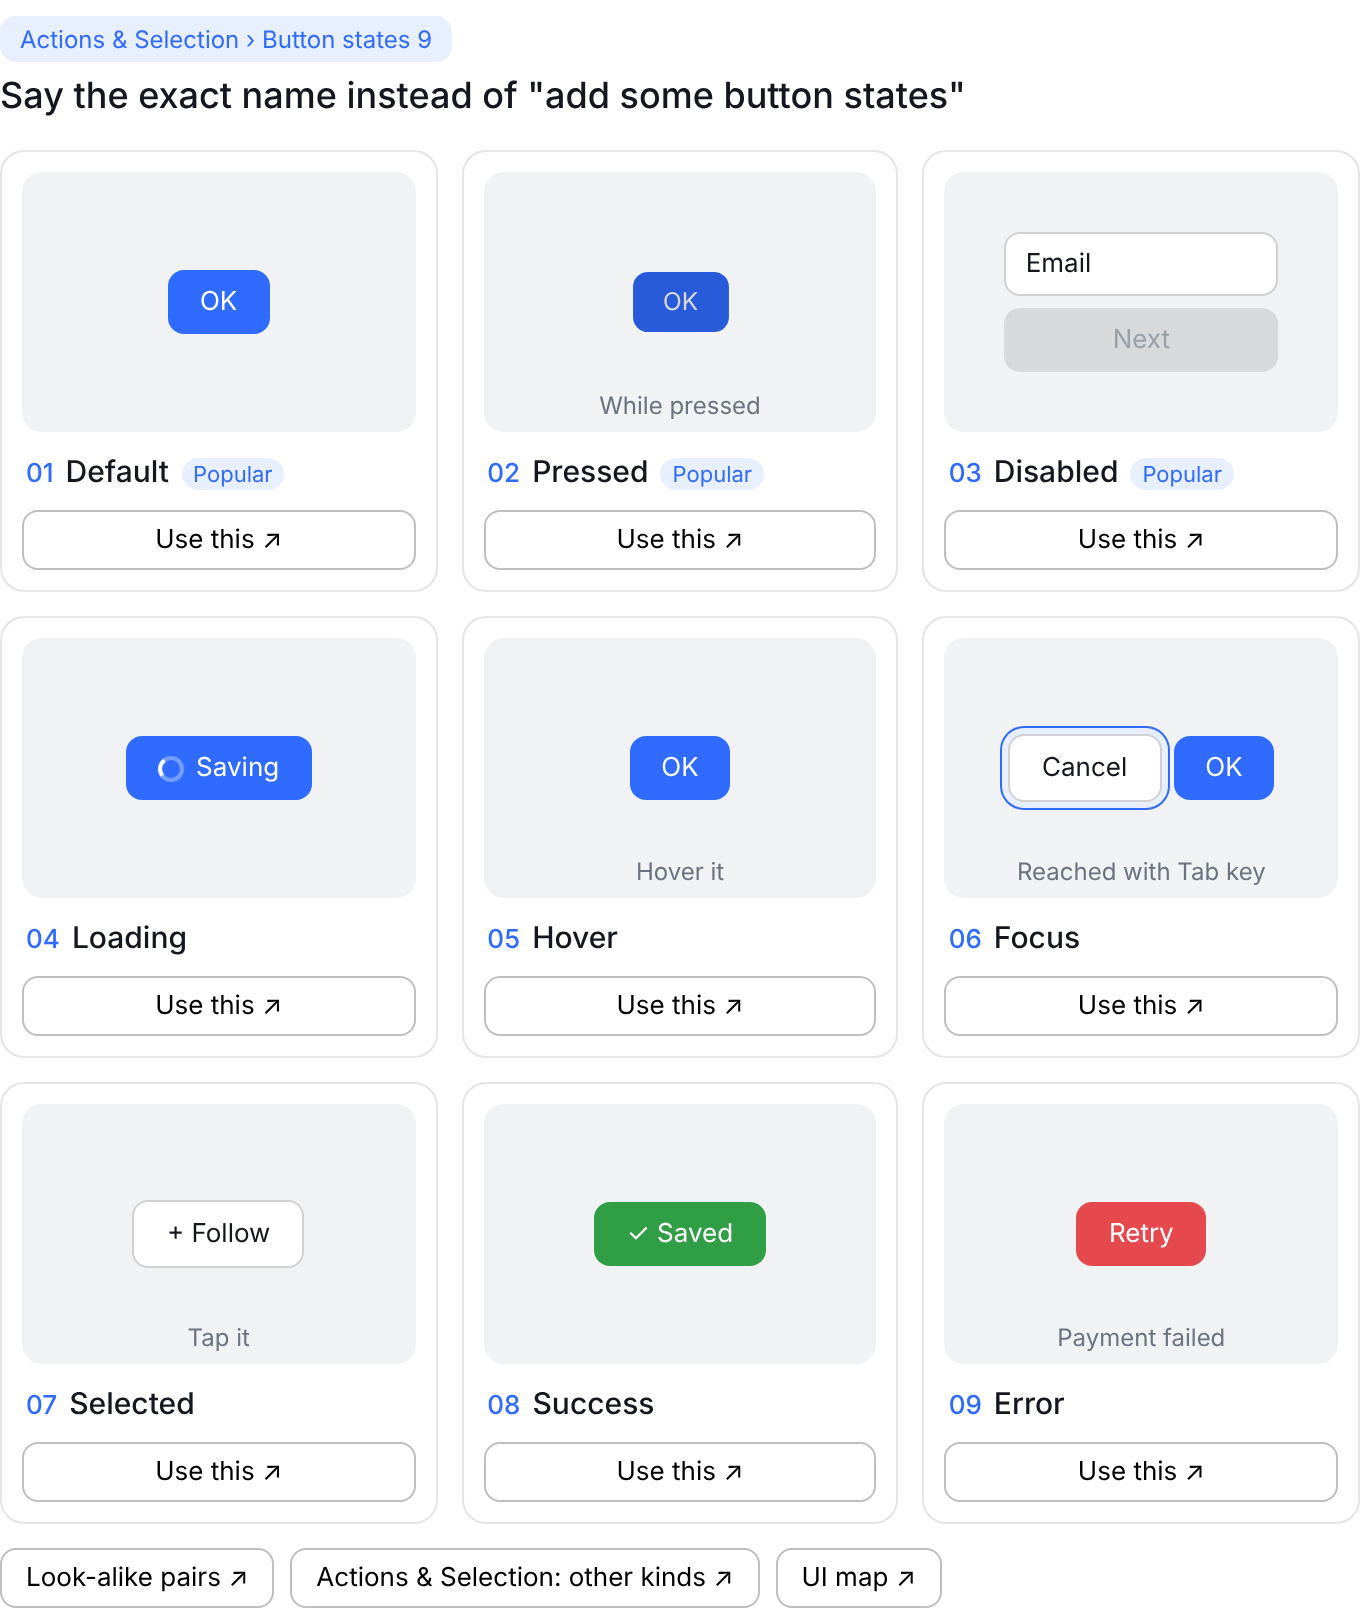 Actions & Selection › Button states 9
Say the exact name instead of "add some button states"
OK
01 Default Popular
Use this ↗
OK
While pressed
02 Pressed Popular
Use this ↗
Email
Next
03 Disabled Popular
Use this ↗
Saving
04 Loading
Use this ↗
OK
Hover it
05 Hover
Use this ↗
Cancel OK
Reached with Tab key
06 Focus
Use this ↗
+ Follow
Tap it
07 Selected
Use this ↗
✓ Saved
08 Success
Use this ↗
Retry
Payment failed
09 Error
Use this ↗
Look-alike pairs ↗ Actions & Selection: other kinds ↗ UI map ↗